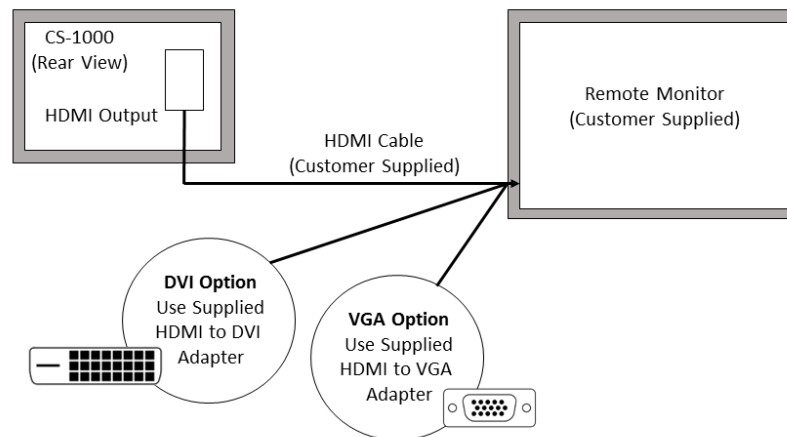 CS-1000
(Rear View)
HDMI Output
HDMI Cable
(Customer Supplied)
Remote Monitor
(Customer Supplied)
DVI Option
Use Supplied
HDMI to DVI
Adapter
VGA Option
Use Supplied
HDMI to VGA
Adapter